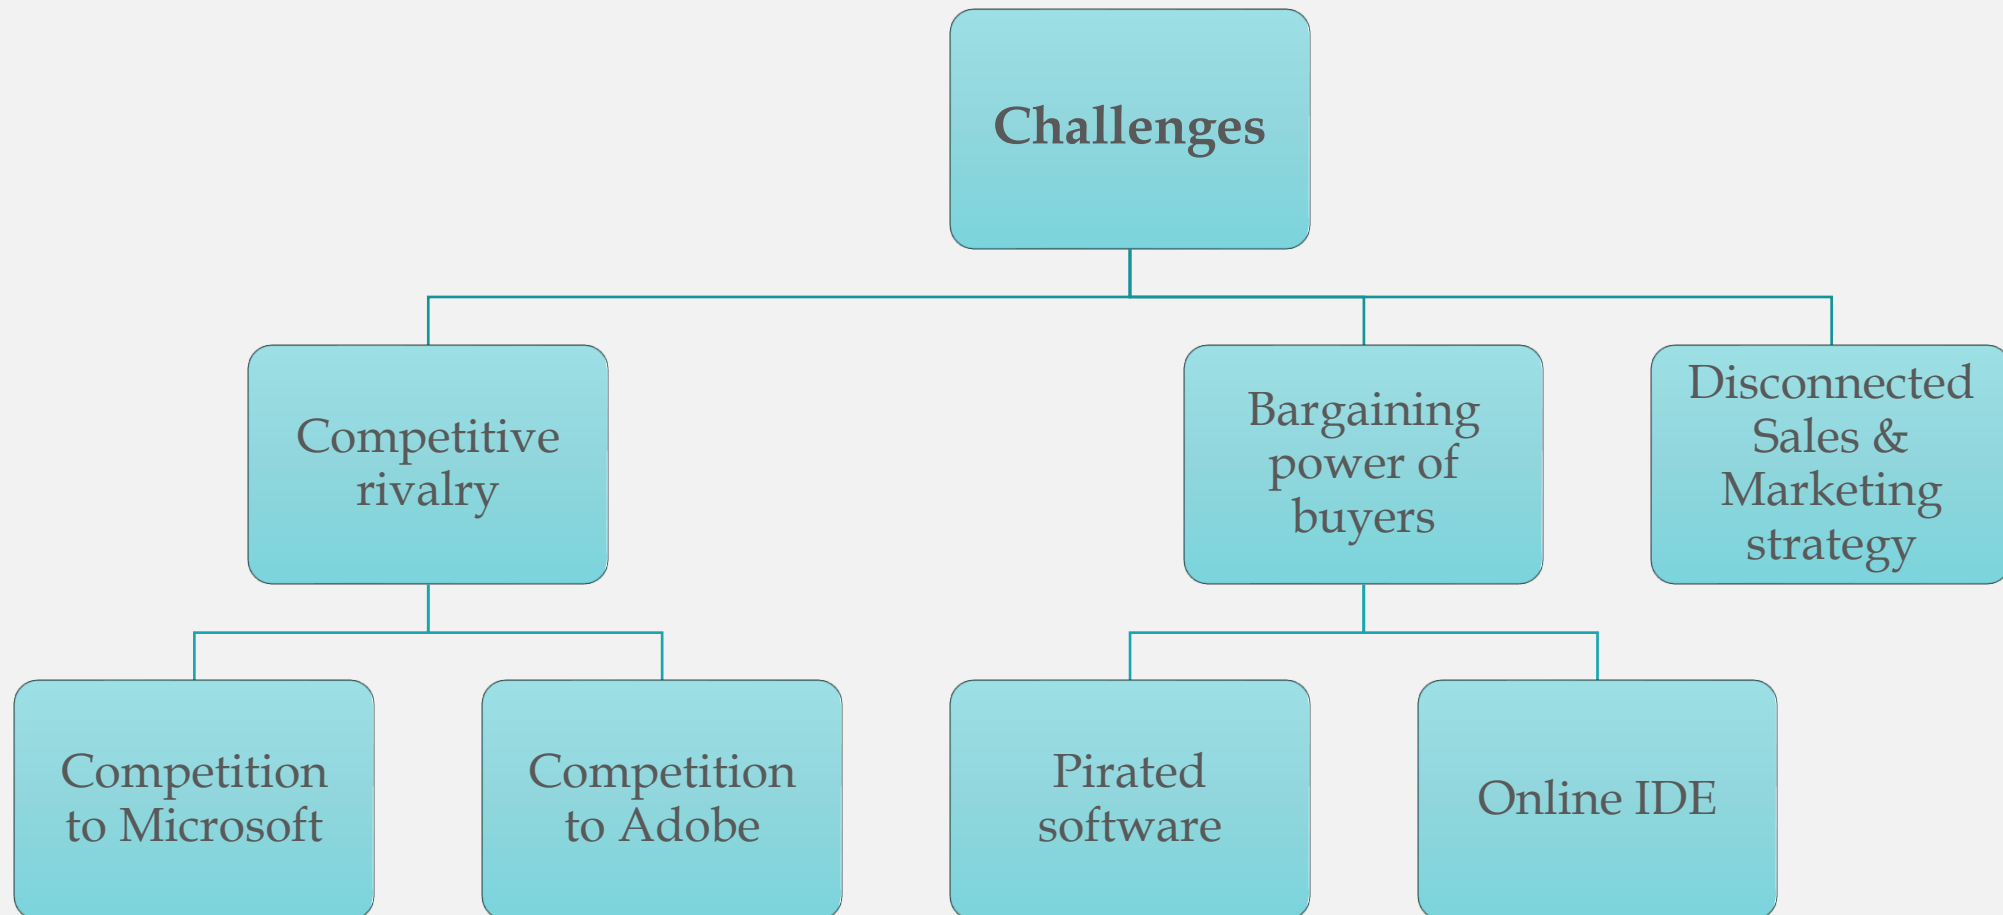 Challenges
Competitive
rivalry
Bargaining
power of
buyers
Disconnected
Sales &
Marketing
strategy
Competition
to Microsoft
Competition
to Adobe
Pirated
software
Online IDE